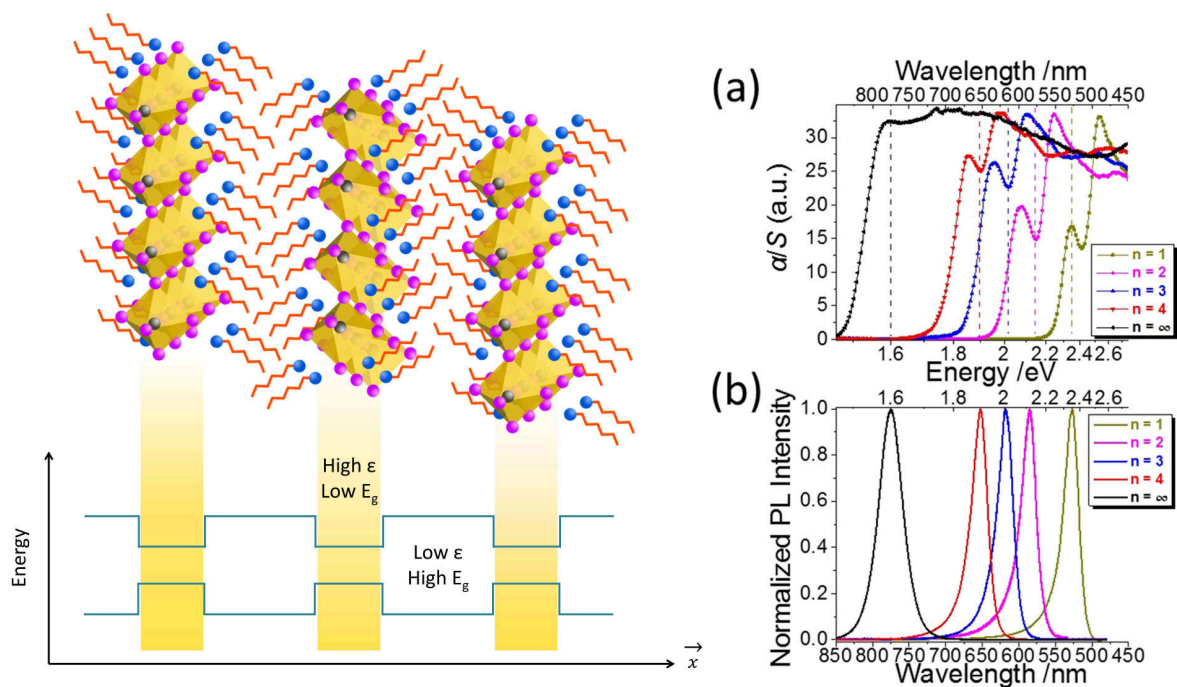 High ε
Low E_g
Low ε
High E_g
Energy
x
(a)
Wavelength /nm
800 750 700 650 600 550 500 450
α/S (a.u.)
30
25
20
15
10
5
0
n = 1
n = 2
n = 3
n = 4
n = ∞
1.6 1.8 2 2.2 2.4 2.6
Energy /eV
(b)
1.6 1.8 2 2.2 2.4 2.6
Normalized PL Intensity
1.0
0.8
0.6
0.4
0.2
0.0
n = 1
n = 2
n = 3
n = 4
n = ∞
850 800 750 700 650 600 550 500 450
Wavelength /nm